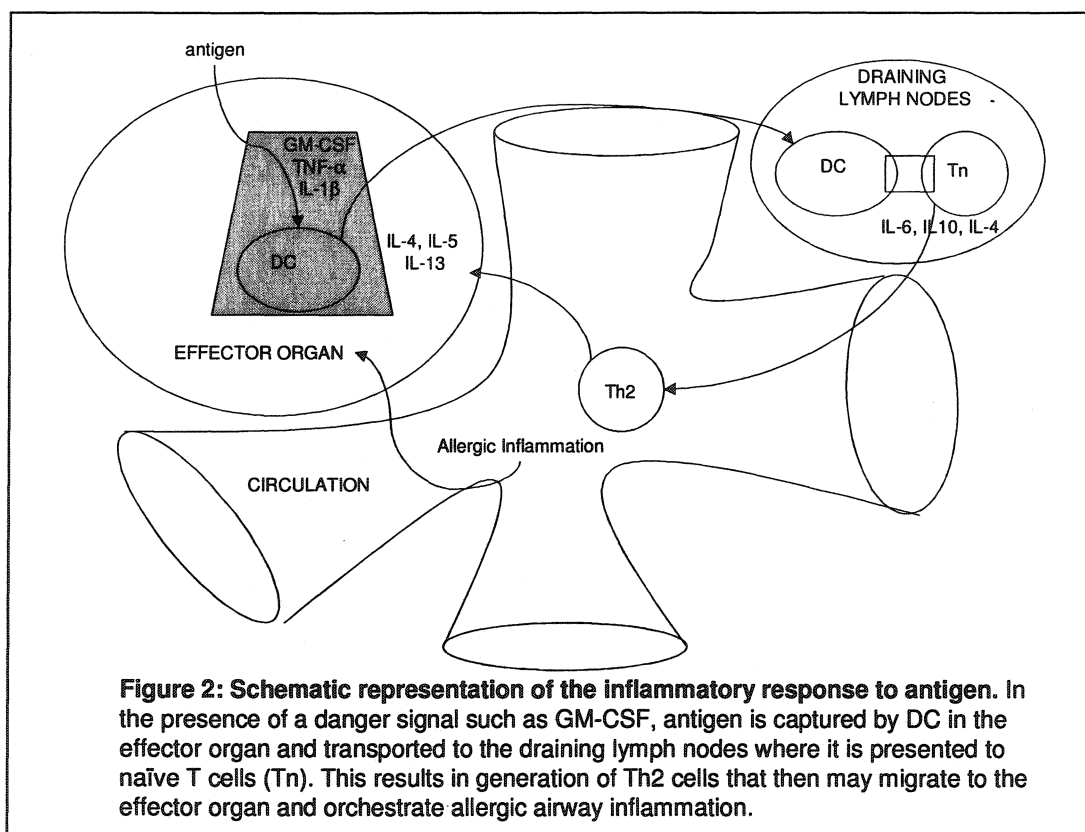 antigen
GM-CSF
TNF-α
IL-1β
DC
IL-4, IL-5
IL-13
EFFECTOR ORGAN
DRAINING
LYMPH NODES
DC
Tn
IL-6, IL10, IL-4
Th2
Allergic Inflammation
CIRCULATION
Figure 2: Schematic representation of the inflammatory response to antigen. In
the presence of a danger signal such as GM-CSF, antigen is captured by DC in the
effector organ and transported to the draining lymph nodes where it is presented to
naïve T cells (Tn). This results in generation of Th2 cells that then may migrate to the
effector organ and orchestrate allergic airway inflammation.